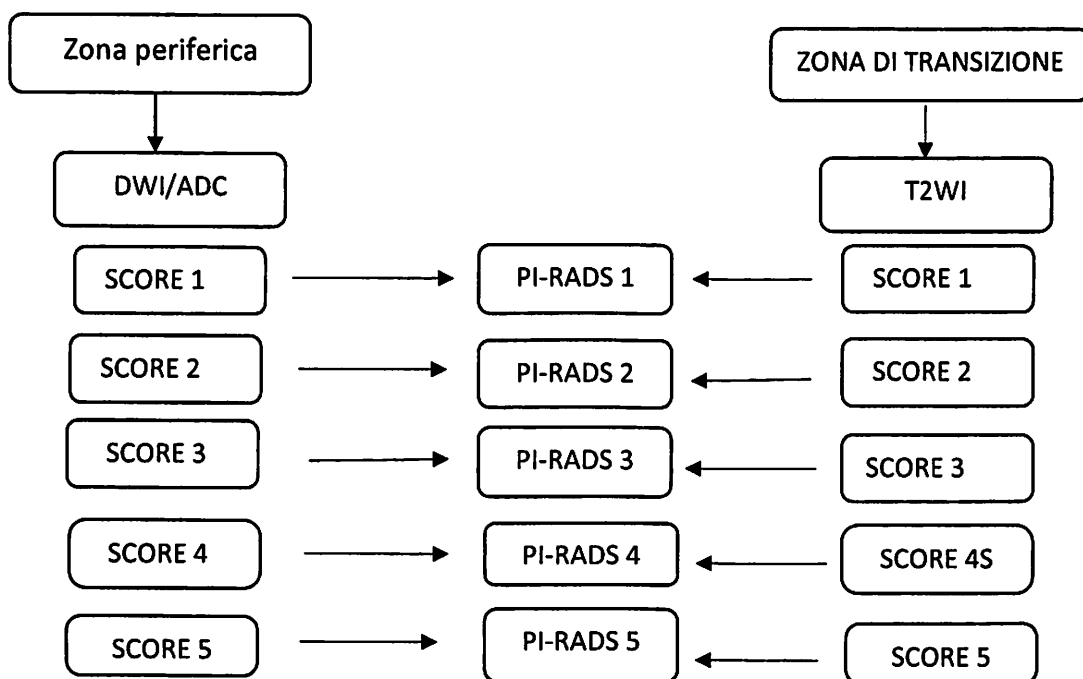 Zona periferica
ZONA DI TRANSIZIONE
DWI/ADC
T2WI
SCORE 1
PI-RADS 1
SCORE 1
SCORE 2
PI-RADS 2
SCORE 2
SCORE 3
PI-RADS 3
SCORE 3
SCORE 4
PI-RADS 4
SCORE 4S
SCORE 5
PI-RADS 5
SCORE 5